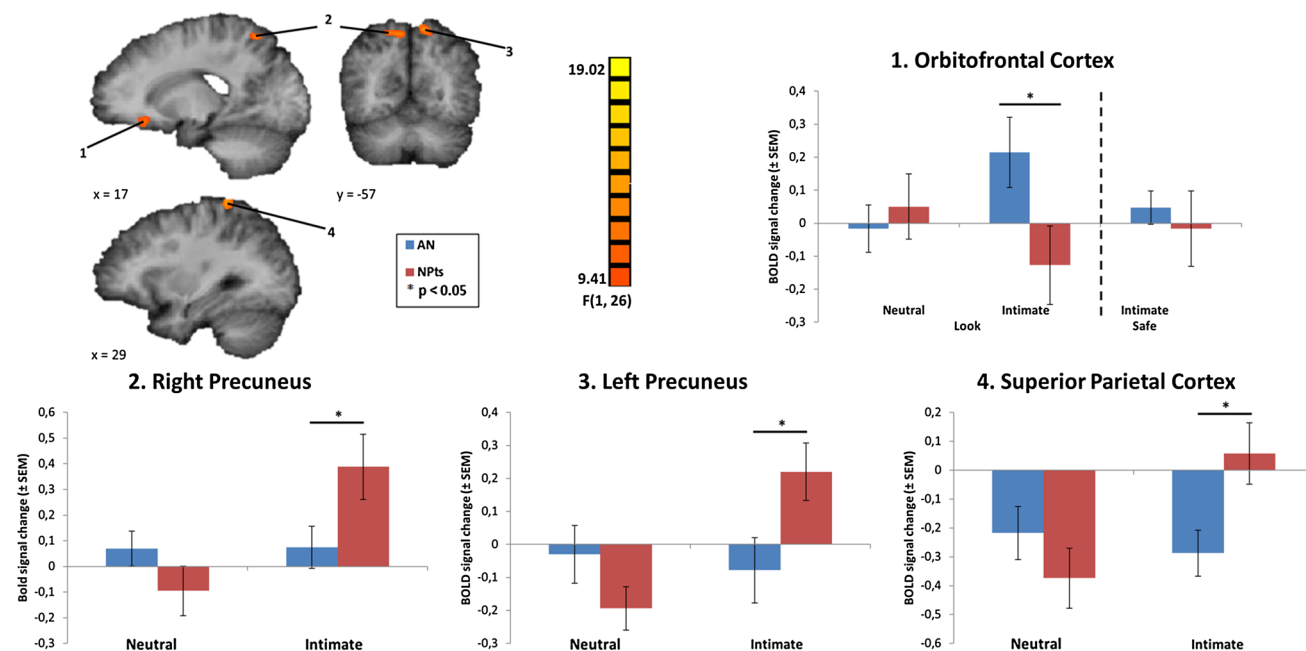 2
3
1
x = 17
y = -57
4
x = 29
AN
NPts
* p < 0.05
19.02
9.41
F(1, 26)
1. Orbitofrontal Cortex
BOLD signal change (± SEM)
0,4
0,3
0,2
0,1
0
-0,1
-0,2
-0,3
*
Neutral
Intimate
Intimate
Look
Safe
2. Right Precuneus
Bold signal change (± SEM)
0,6
0,5
0,4
0,3
0,2
0,1
0
-0,1
-0,2
-0,3
*
Neutral
Intimate
3. Left Precuneus
BOLD signal change (± SEM)
0,4
0,3
0,2
0,1
0
-0,1
-0,2
-0,3
*
Neutral
Intimate
4. Superior Parietal Cortex
BOLD signal change (± SEM)
0,2
0,1
0
-0,1
-0,2
-0,3
-0,4
-0,5
-0,6
*
Neutral
Intimate